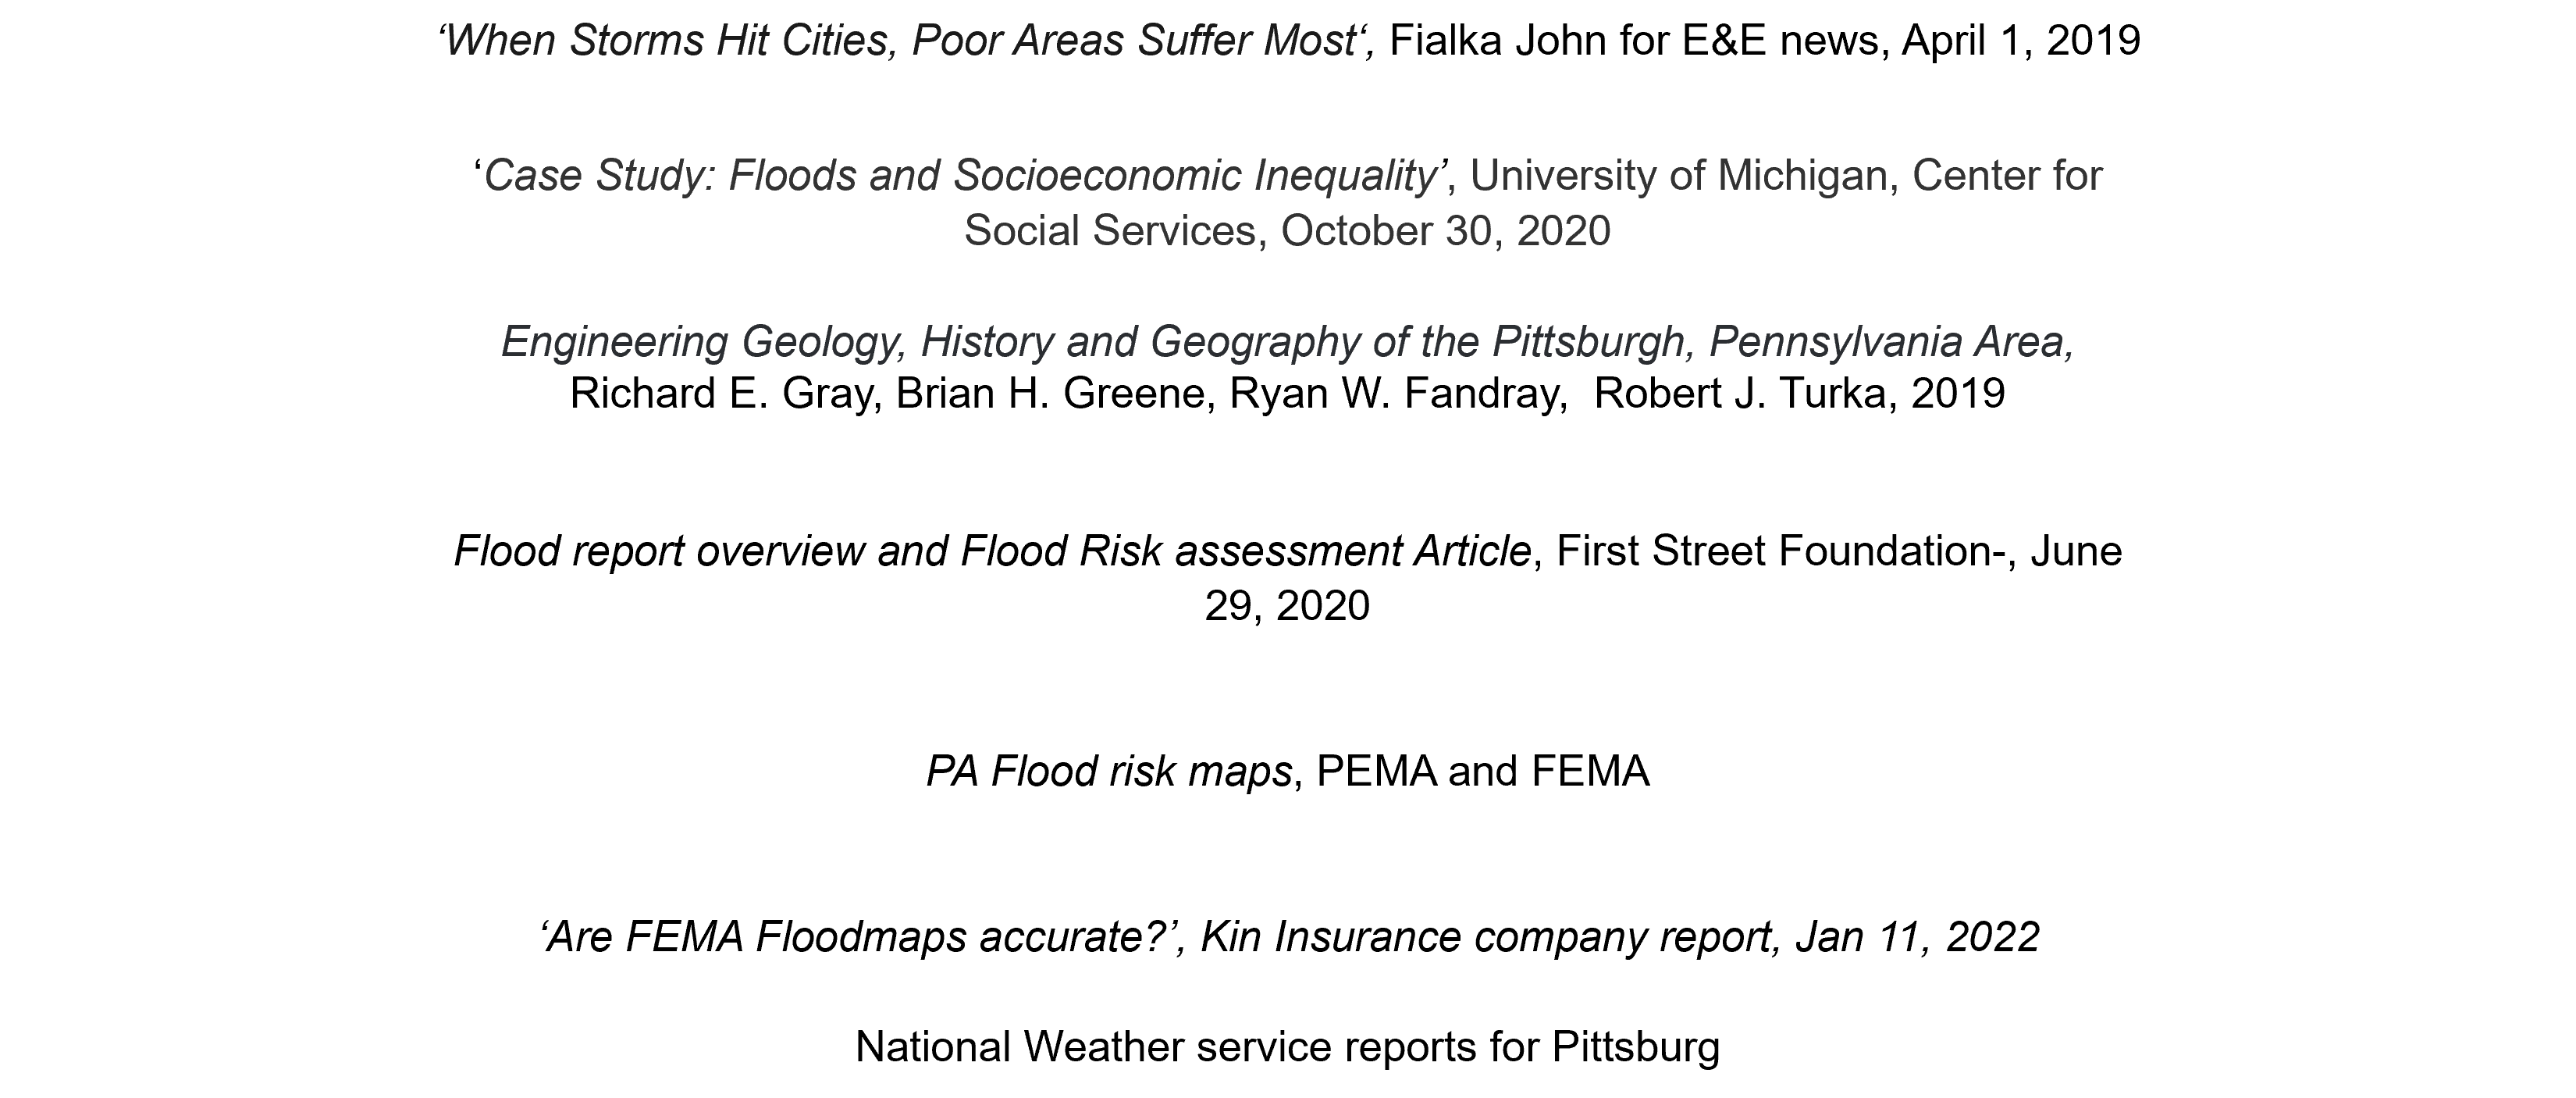 ‘When Storms Hit Cities, Poor Areas Suffer Most‘, Fialka John for E&E news, April 1, 2019
‘Case Study: Floods and Socioeconomic Inequality’, University of Michigan, Center for
Social Services, October 30, 2020
Engineering Geology, History and Geography of the Pittsburgh, Pennsylvania Area,
Richard E. Gray, Brian H. Greene, Ryan W. Fandray,  Robert J. Turka, 2019
Flood report overview and Flood Risk assessment Article, First Street Foundation-, June
29, 2020
PA Flood risk maps, PEMA and FEMA
‘Are FEMA Floodmaps accurate?’, Kin Insurance company report, Jan 11, 2022
National Weather service reports for Pittsburg